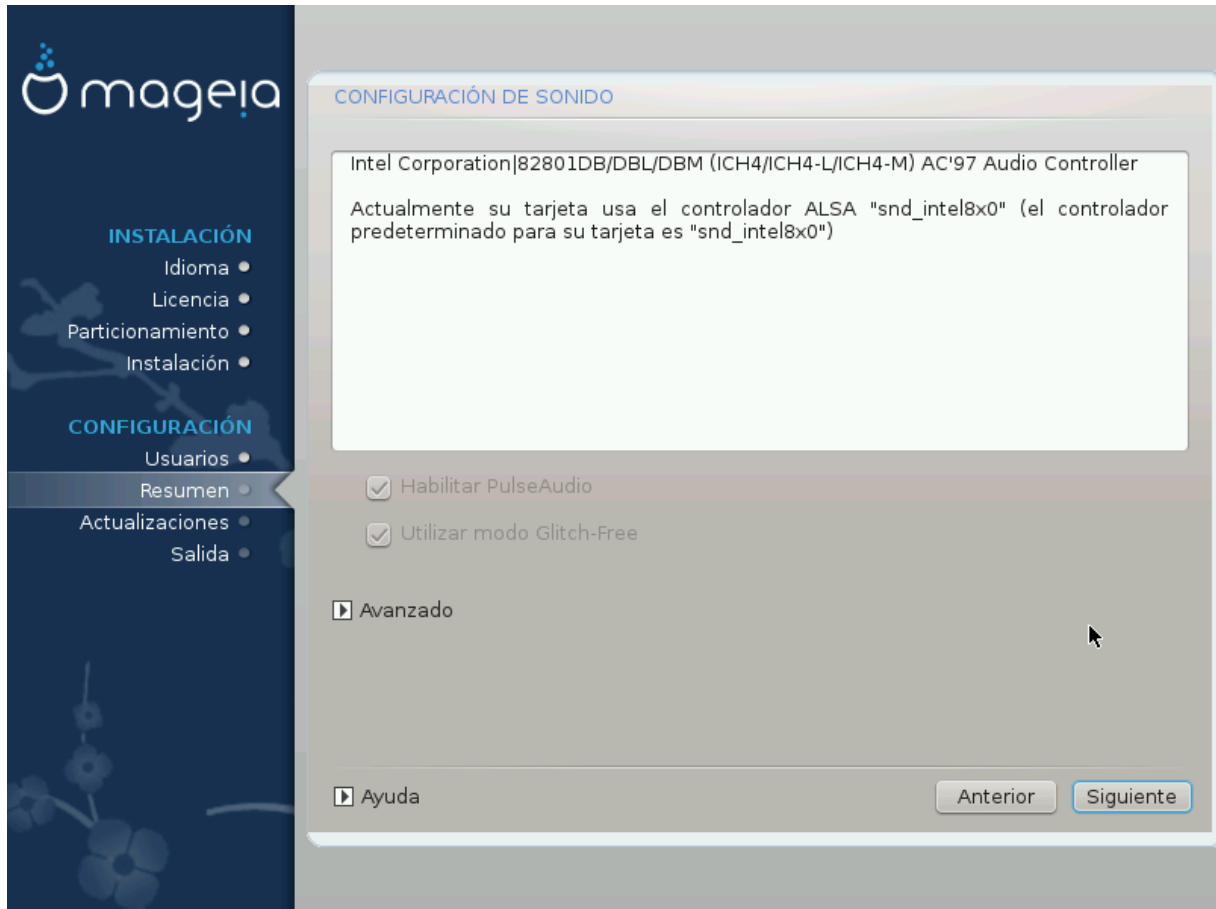 mageia
INSTALACIÓN
Idioma
Licencia
Particionamiento
Instalación
CONFIGURACIÓN
Usuarios
Resumen
Actualizaciones
Salida
CONFIGURACIÓN DE SONIDO
Intel Corporation|82801DB/DBL/DBM (ICH4/ICH4-L/ICH4-M) AC'97 Audio Controller
Actualmente su tarjeta usa el controlador ALSA "snd_intel8x0" (el controlador
predeterminado para su tarjeta es "snd_intel8x0")
Habilitar PulseAudio
Utilizar modo Glitch-Free
Avanzado
Ayuda
Anterior
Siguiente